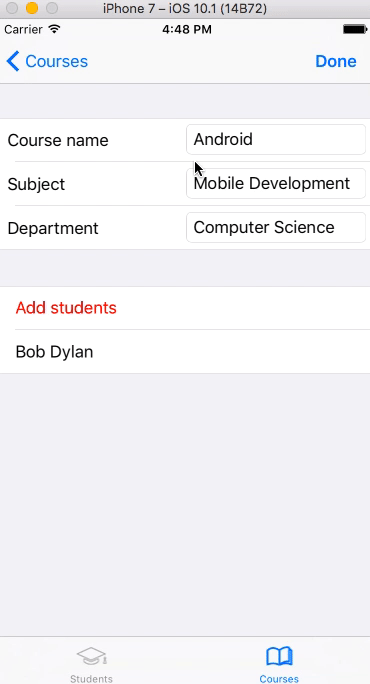 iPhone 7 – iOS 10.1 (14B72)
Carrier 4:48 PM
Courses Done
Course name Android
Subject Mobile Development
Department Computer Science
Add students
Bob Dylan
Students Courses